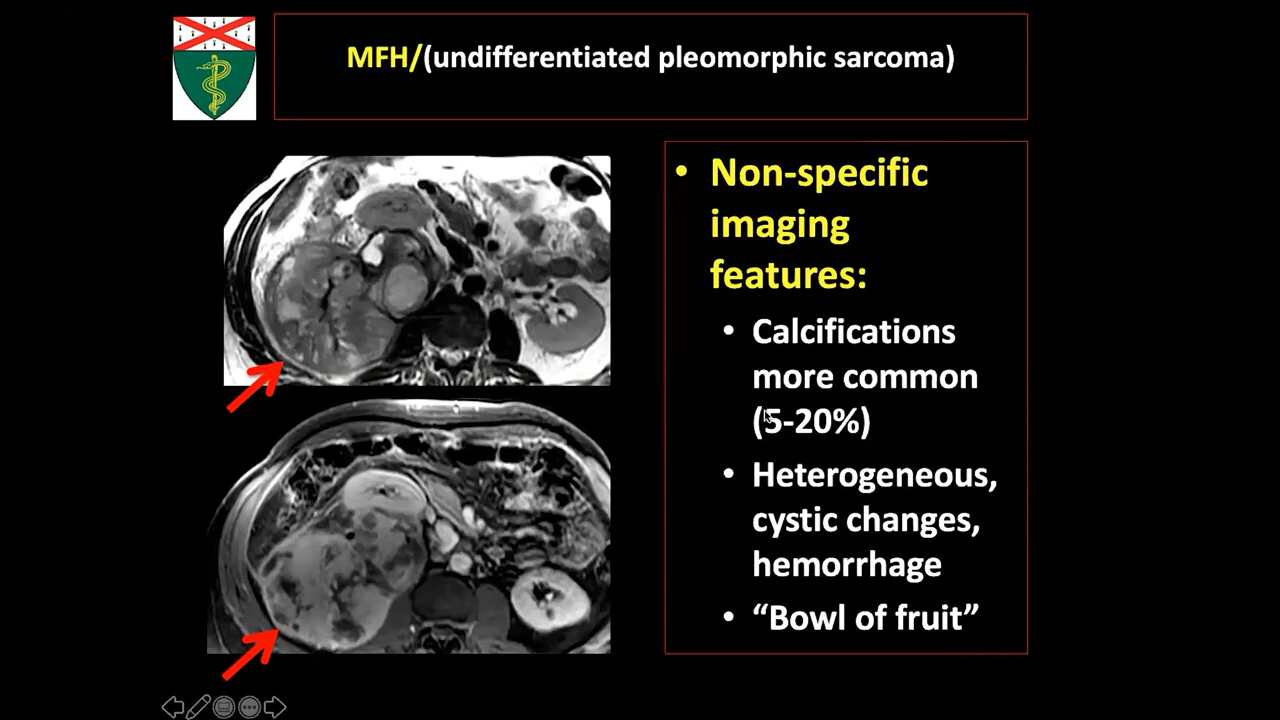 MFH/(undifferentiated pleomorphic sarcoma)
• Non-specific
imaging
features:
• Calcifications
more common
(5-20%)
• Heterogeneous,
cystic changes,
hemorrhage
• “Bowl of fruit”